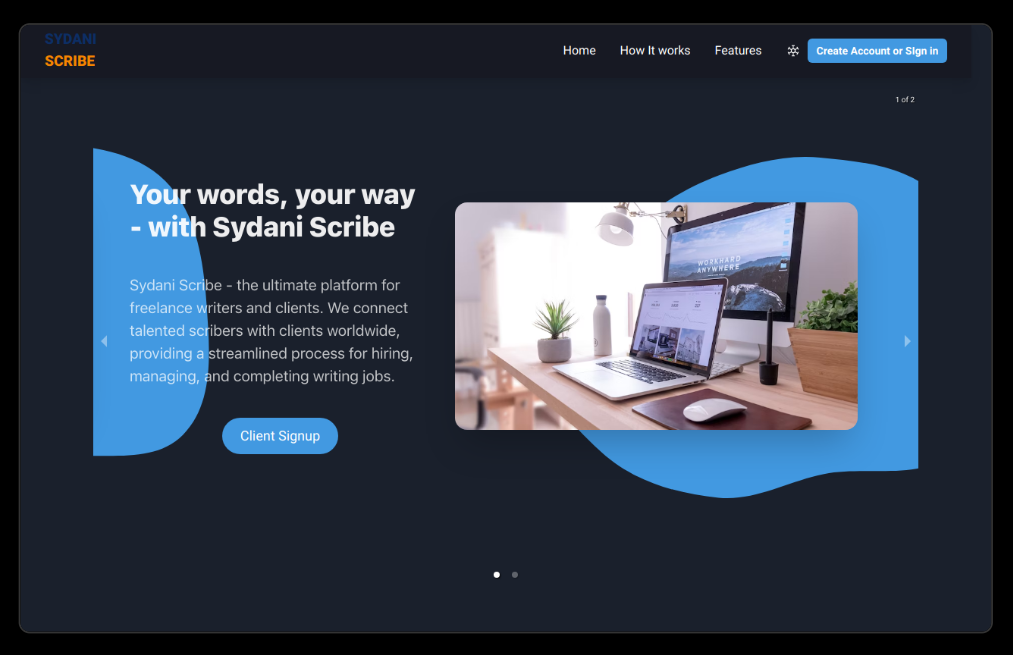 SYDANI
SCRIBE
Home How It works Features Create Account or SIgn in
1 of 2
Your words, your way
- with Sydani Scribe
Sydani Scribe - the ultimate platform for
freelance writers and clients. We connect
talented scribers with clients worldwide,
providing a streamlined process for hiring,
managing, and completing writing jobs.
Client Signup
WORKHARD
ANYWHERE